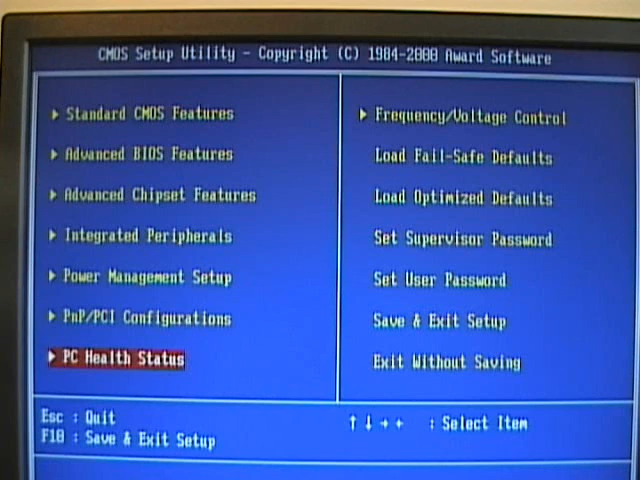 CMOS Setup Utility - Copyright (C) 1984-2000 Award Software
▶ Standard CMOS Features
▶ Advanced BIOS Features
▶ Advanced Chipset Features
▶ Integrated Peripherals
▶ Power Management Setup
▶ PnP/PCI Configurations
▶ PC Health Status
▶ Frequency/Voltage Control
Load Fail-Safe Defaults
Load Optimized Defaults
Set Supervisor Password
Set User Password
Save & Exit Setup
Exit Without Saving
Esc : Quit
F10 : Save & Exit Setup
↑ ↓ → ← : Select Item